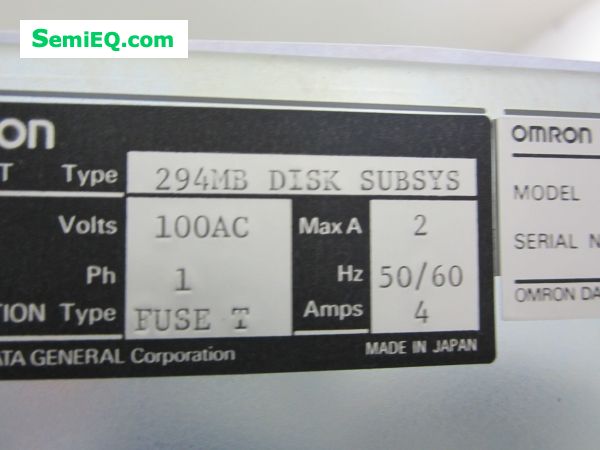 SemiEQ.com
on
T Type 294MB DISK SUBSYS
Volts 100AC Max A 2
Ph 1 Hz 50/60
TION Type FUSE T Amps 4
ATA GENERAL Corporation MADE IN JAPAN
OMRON
MODEL
SERIAL N
OMRON DA